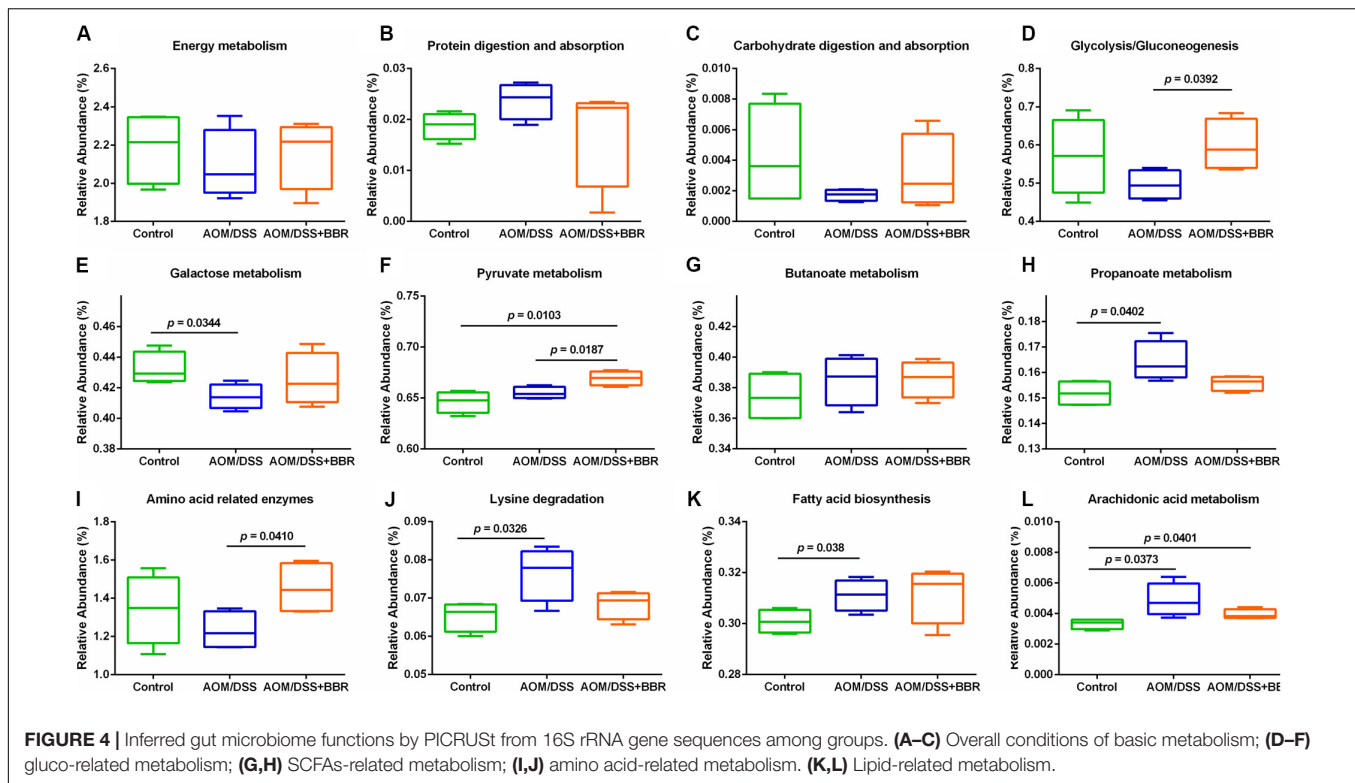 A
Energy metabolism
Relative Abundance (%)
2.6
2.4
2.2
2.0
1.8
Control AOM/DSS AOM/DSS+BBR
B
Protein digestion and absorption
Relative Abundance (%)
0.03
0.02
0.01
0.00
Control AOM/DSS AOM/DSS+BBR
C
Carbohydrate digestion and absorption
Relative Abundance (%)
0.010
0.008
0.006
0.004
0.002
0.000
Control AOM/DSS AOM/DSS+BBR
D
Glycolysis/Gluconeogenesis
Relative Abundance (%)
0.8
0.7
0.6
0.5
0.4
p = 0.0392
Control AOM/DSS AOM/DSS+BBR
E
Galactose metabolism
Relative Abundance (%)
0.46
0.44
0.42
0.40
0.38
p = 0.0344
Control AOM/DSS AOM/DSS+BBR
F
Pyruvate metabolism
Relative Abundance (%)
0.75
0.70
0.65
0.60
p = 0.0103
p = 0.0187
Control AOM/DSS AOM/DSS+BBR
G
Butanoate metabolism
Relative Abundance (%)
0.42
0.40
0.38
0.36
0.34
Control AOM/DSS AOM/DSS+BBR
H
Propanoate metabolism
Relative Abundance (%)
0.18
0.17
0.16
0.15
0.14
0.13
p = 0.0402
Control AOM/DSS AOM/DSS+BBR
I
Amino acid related enzymes
Relative Abundance (%)
1.8
1.6
1.4
1.2
1.0
p = 0.0410
Control AOM/DSS AOM/DSS+BBR
J
Lysine degradation
Relative Abundance (%)
0.09
0.08
0.07
0.06
0.05
p = 0.0326
Control AOM/DSS AOM/DSS+BBR
K
Fatty acid biosynthesis
Relative Abundance (%)
0.34
0.32
0.30
0.28
p = 0.038
Control AOM/DSS AOM/DSS+BBR
L
Arachidonic acid metabolism
Relative Abundance (%)
0.010
0.008
0.006
0.004
0.002
0.000
p = 0.0401
p = 0.0373
Control AOM/DSS AOM/DSS+BE
FIGURE 4 | Inferred gut microbiome functions by PICRUSt from 16S rRNA gene sequences among groups. (A–C) Overall conditions of basic metabolism; (D–F)
gluco-related metabolism; (G,H) SCFAs-related metabolism; (I,J) amino acid-related metabolism. (K,L) Lipid-related metabolism.